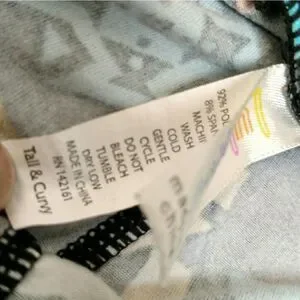 92% POL
8% SPA
MACHI
WASH
COLD
GENTLE
CYCLE
DO NOT
BLEACH
TUMBLE
DRY LOW
MADE IN CHINA
RN 142161
Tall & Curvy